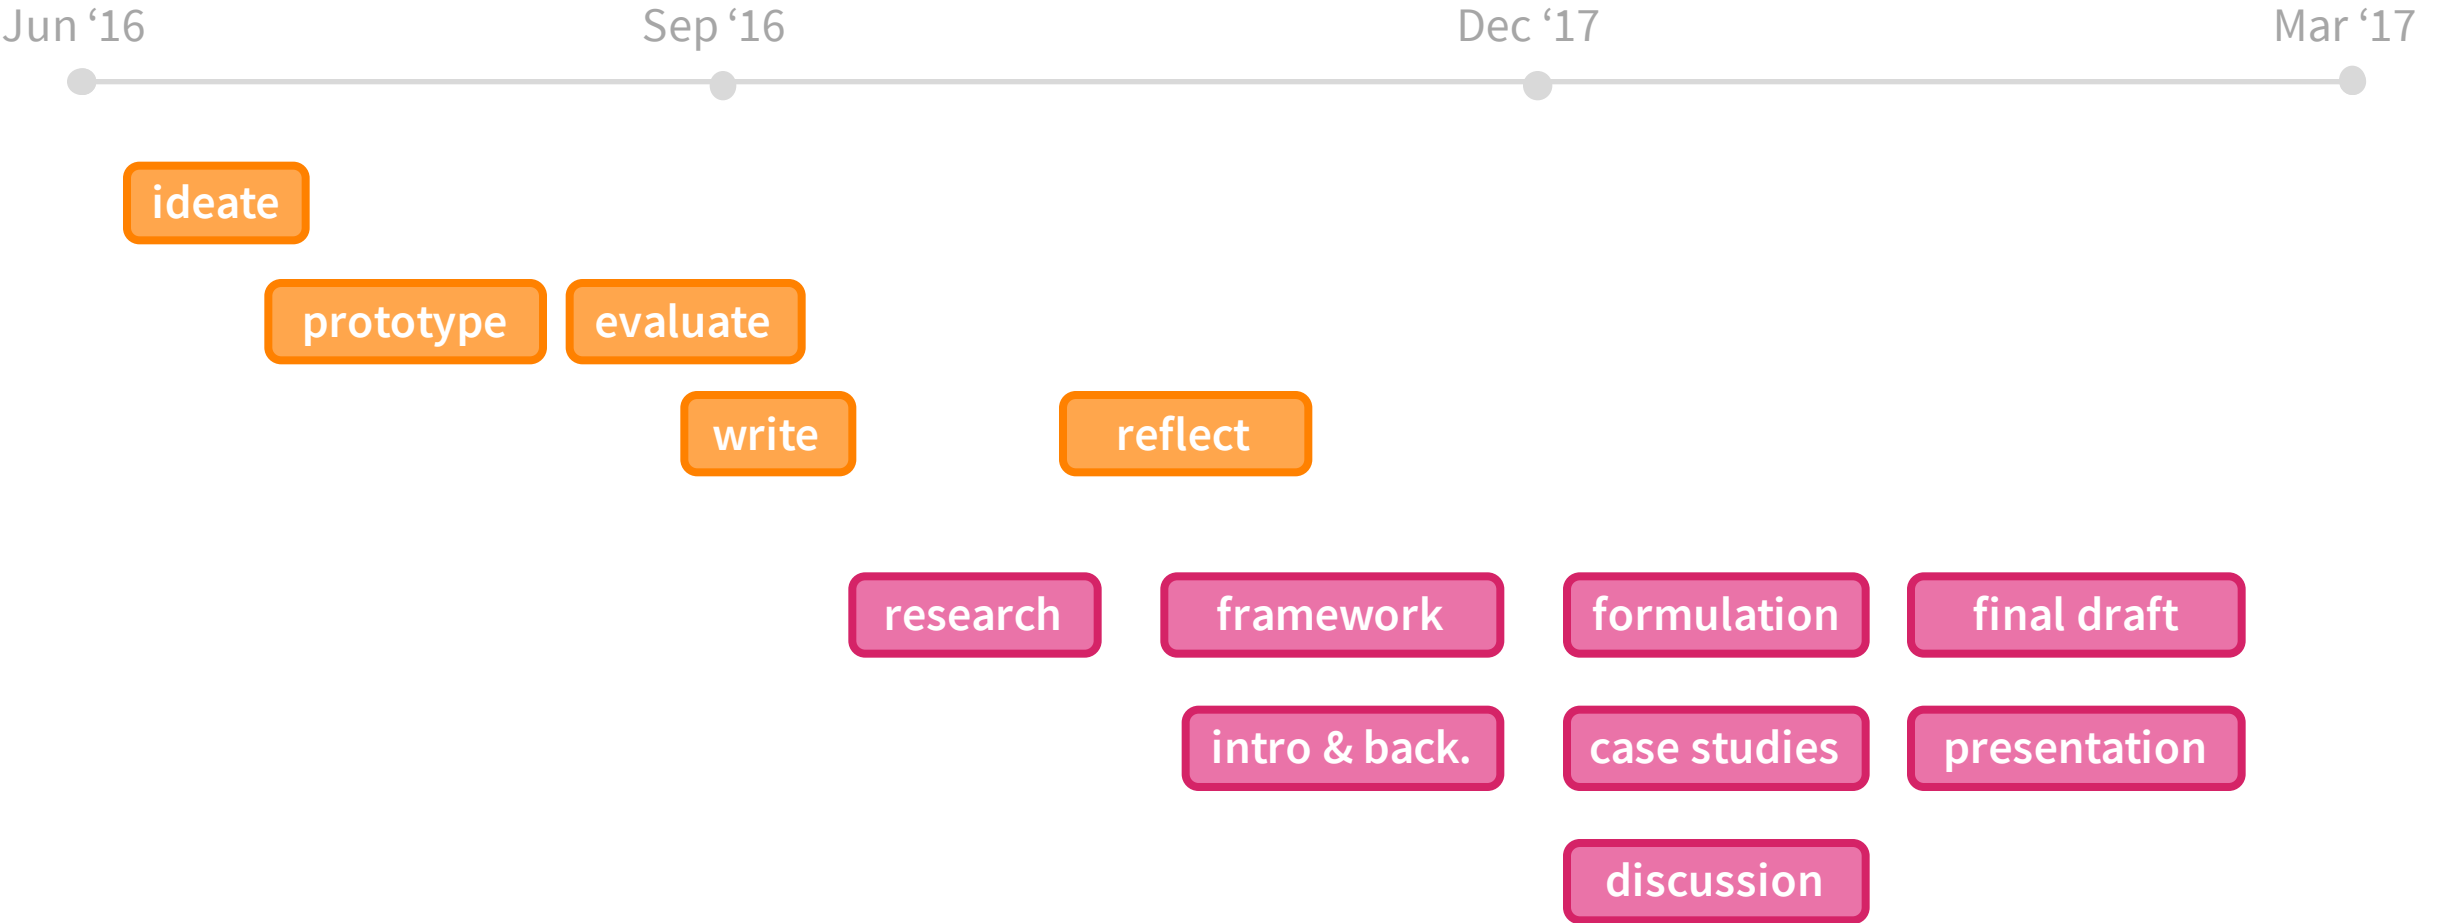 Jun ‘16 Sep ‘16 Dec ‘17 Mar ‘17
ideate
prototype evaluate
write reflect
research framework formulation final draft
intro & back. case studies presentation
discussion